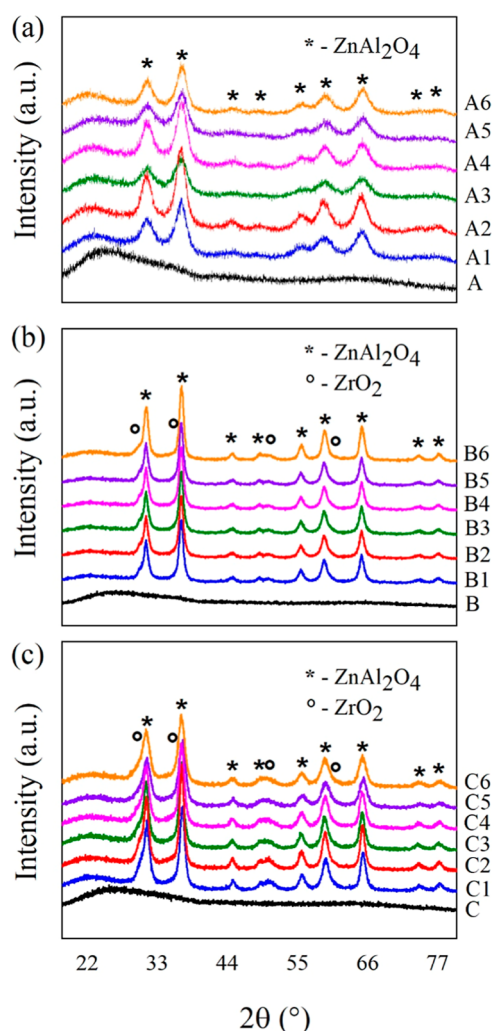 (a)
* - ZnAl2O4
Intensity (a.u.)
A6
A5
A4
A3
A2
A1
A
(b)
* - ZnAl2O4
° - ZrO2
Intensity (a.u.)
B6
B5
B4
B3
B2
B1
B
(c)
* - ZnAl2O4
° - ZrO2
Intensity (a.u.)
C6
C5
C4
C3
C2
C1
C
22 33 44 55 66 77
2θ (°)